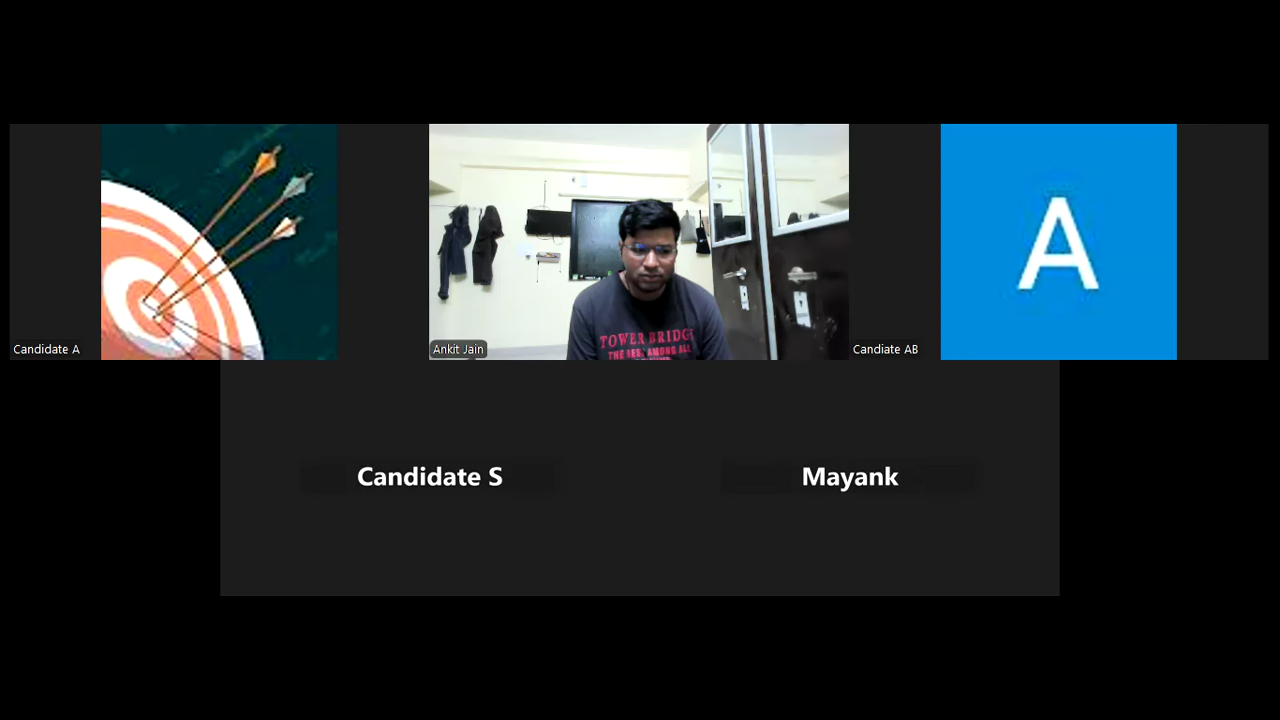 Candidate A
Ankit Jain
TOWER BRIDGE
Candiate AB
A
Candidate S
Mayank